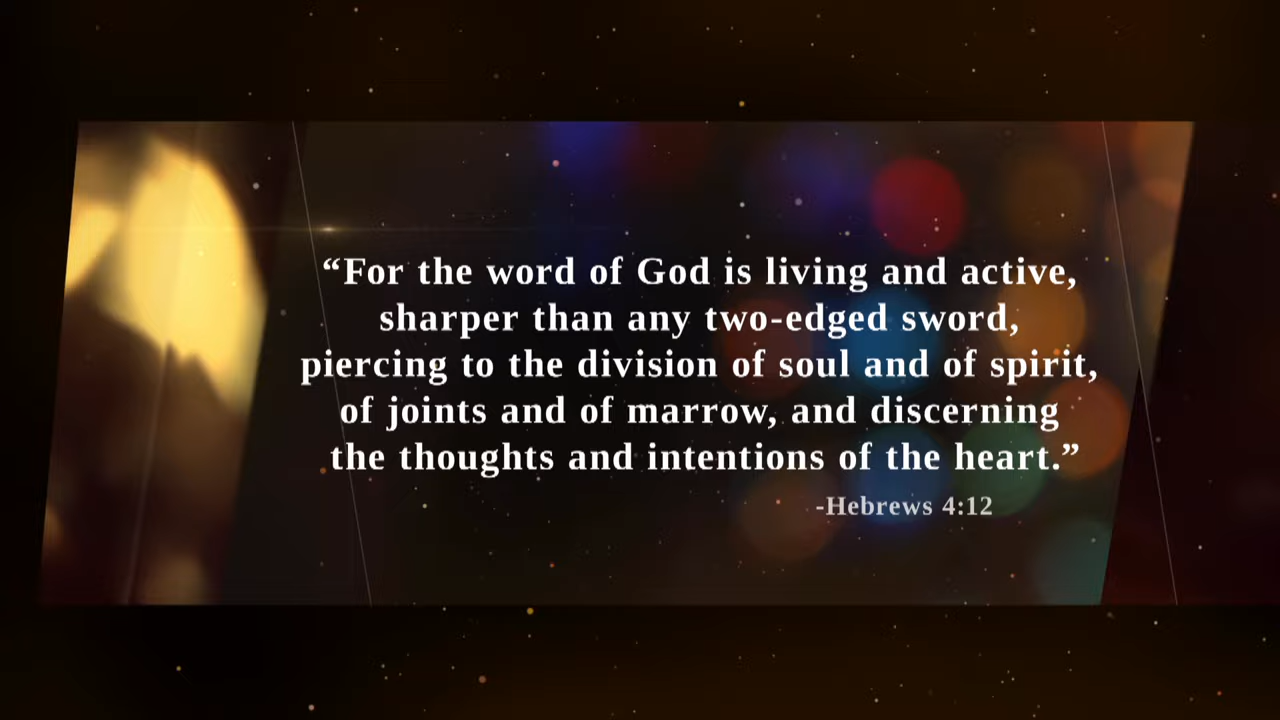 “For the word of God is living and active,
sharper than any two-edged sword,
piercing to the division of soul and of spirit,
of joints and of marrow, and discerning
the thoughts and intentions of the heart.”
-Hebrews 4:12